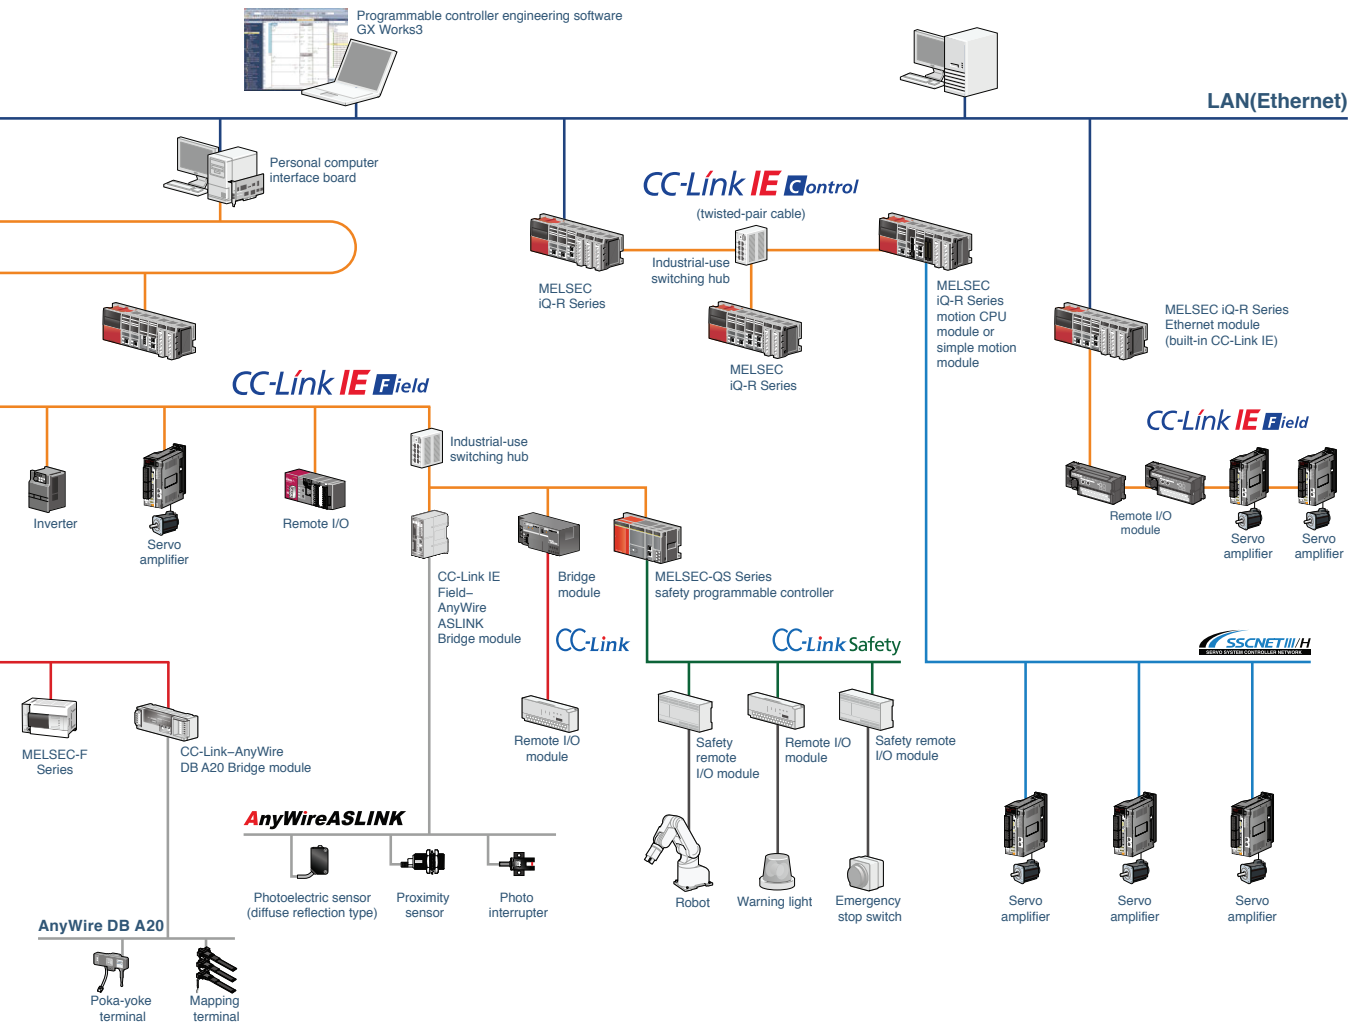 Programmable controller engineering software
GX Works3
LAN(Ethernet)
Personal computer
interface board
CC-Link IE Control
(twisted-pair cable)
Industrial-use
switching hub
MELSEC
iQ-R Series
MELSEC
iQ-R Series
MELSEC
iQ-R Series
motion CPU
module or
simple motion
module
MELSEC iQ-R Series
Ethernet module
(built-in CC-Link IE)
CC-Link IE Field
Industrial-use
switching hub
Inverter
Servo
amplifier
Remote I/O
CC-Link IE Field
Remote I/O
module
Servo
amplifier
Servo
amplifier
CC-Link IE
Field–
AnyWire
ASLINK
Bridge module
Bridge
module
MELSEC-QS Series
safety programmable controller
CC-Link
CC-Link Safety
SSCNETIII/H
SERVO SYSTEM CONTROLLER NETWORK
MELSEC-F
Series
CC-Link–AnyWire
DB A20 Bridge module
Remote I/O
module
Safety
remote
I/O module
Remote I/O
module
Safety remote
I/O module
AnyWireASLINK
Photoelectric sensor
(diffuse reflection type)
Proximity
sensor
Photo
interrupter
Robot
Warning light
Emergency
stop switch
Servo
amplifier
Servo
amplifier
Servo
amplifier
AnyWire DB A20
Poka-yoke
terminal
Mapping
terminal